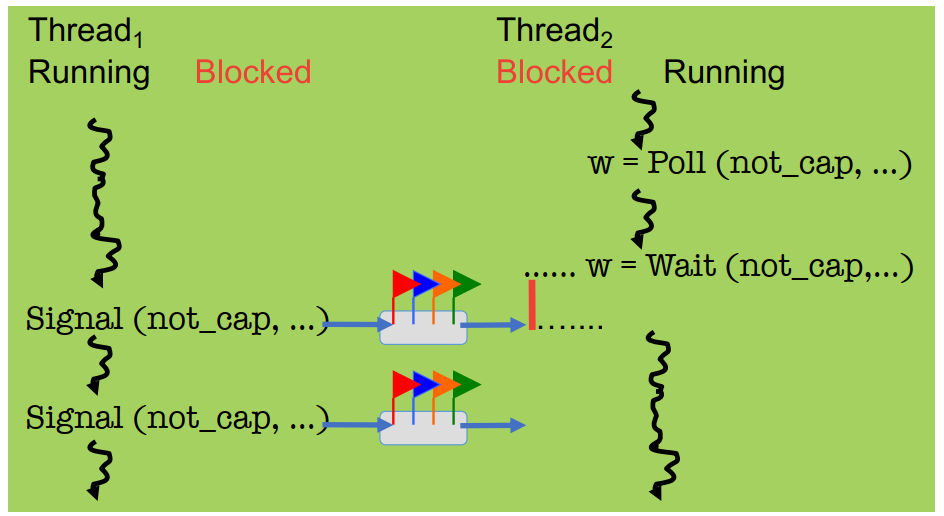 Thread₁ Thread₂
Running Blocked Blocked Running
w = Poll (not_cap, ...)
...... w = Wait (not_cap,...)
Signal (not_cap, ...) ........
Signal (not_cap, ...)